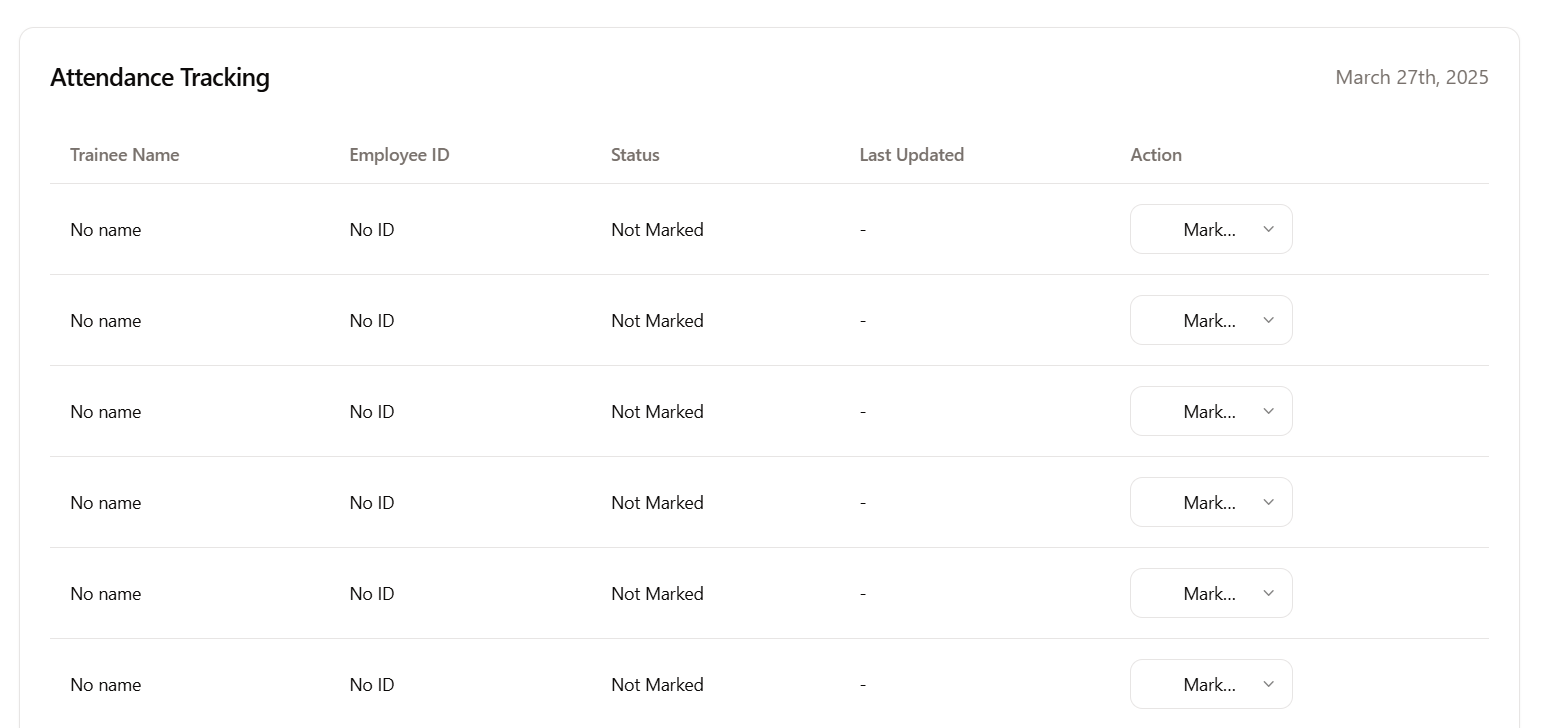 Attendance Tracking
March 27th, 2025
Trainee Name Employee ID Status Last Updated Action
No name No ID Not Marked - Mark...
No name No ID Not Marked - Mark...
No name No ID Not Marked - Mark...
No name No ID Not Marked - Mark...
No name No ID Not Marked - Mark...
No name No ID Not Marked - Mark...